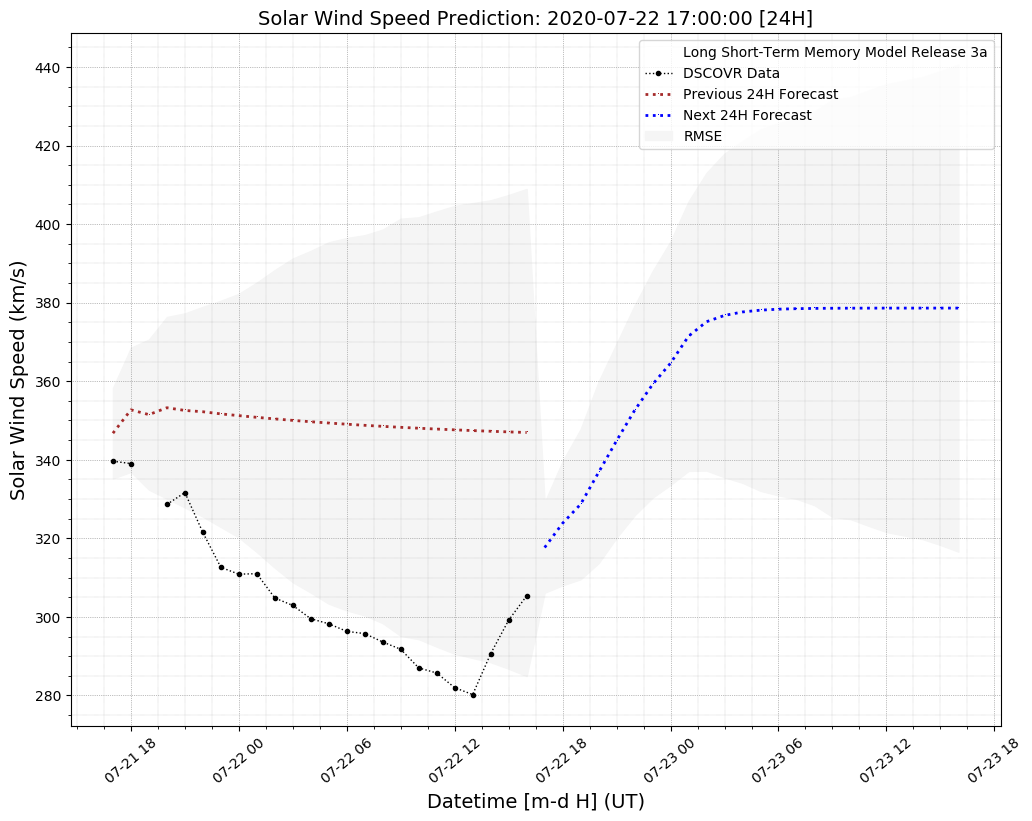 Solar Wind Speed Prediction: 2020-07-22 17:00:00 [24H]
Long Short-Term Memory Model Release 3a
DSCOVR Data
Previous 24H Forecast
Next 24H Forecast
RMSE
Solar Wind Speed (km/s)
440
420
400
380
360
340
320
300
280
07-21 18
07-22 00
07-22 06
07-22 12
07-22 18
07-23 00
07-23 06
07-23 12
07-23 18
Datetime [m-d H] (UT)